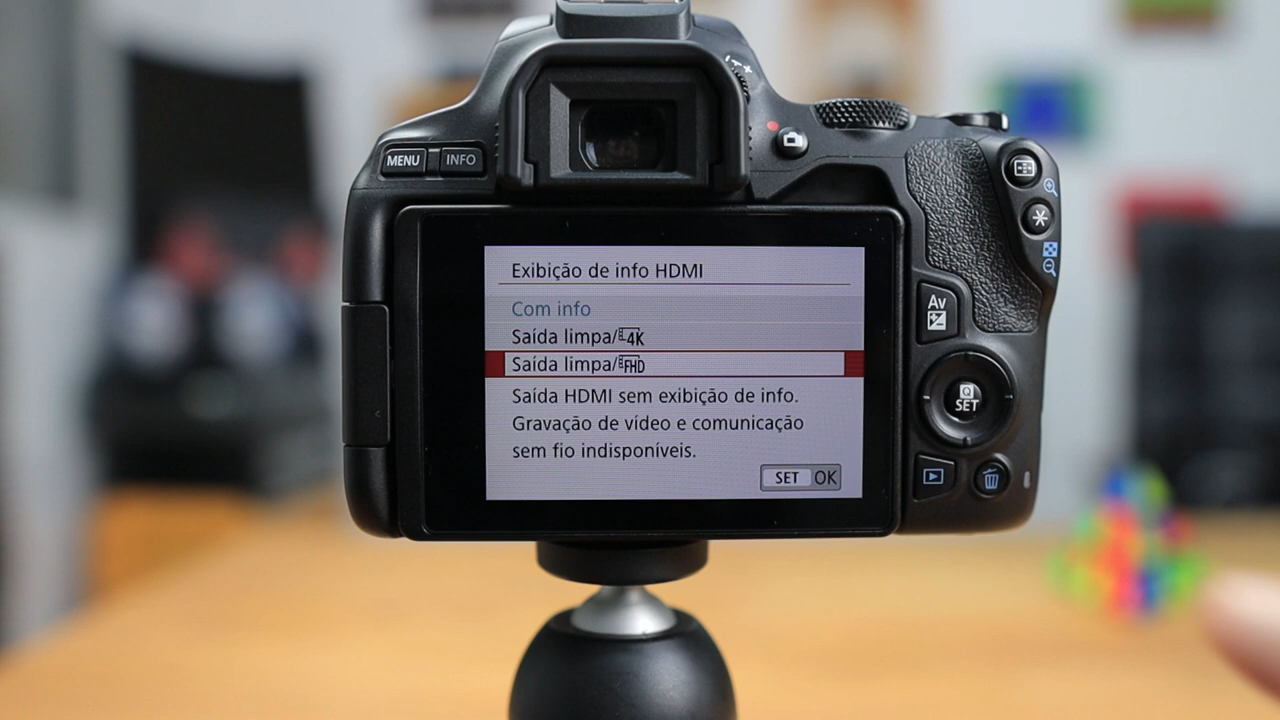 MENU
INFO
Exibição de info HDMI
Com info
Saída limpa/4K
Saída limpa/FHD
Saída HDMI sem exibição de info.
Gravação de vídeo e comunicação
sem fio indisponíveis.
SET OK
Av
Q
SET